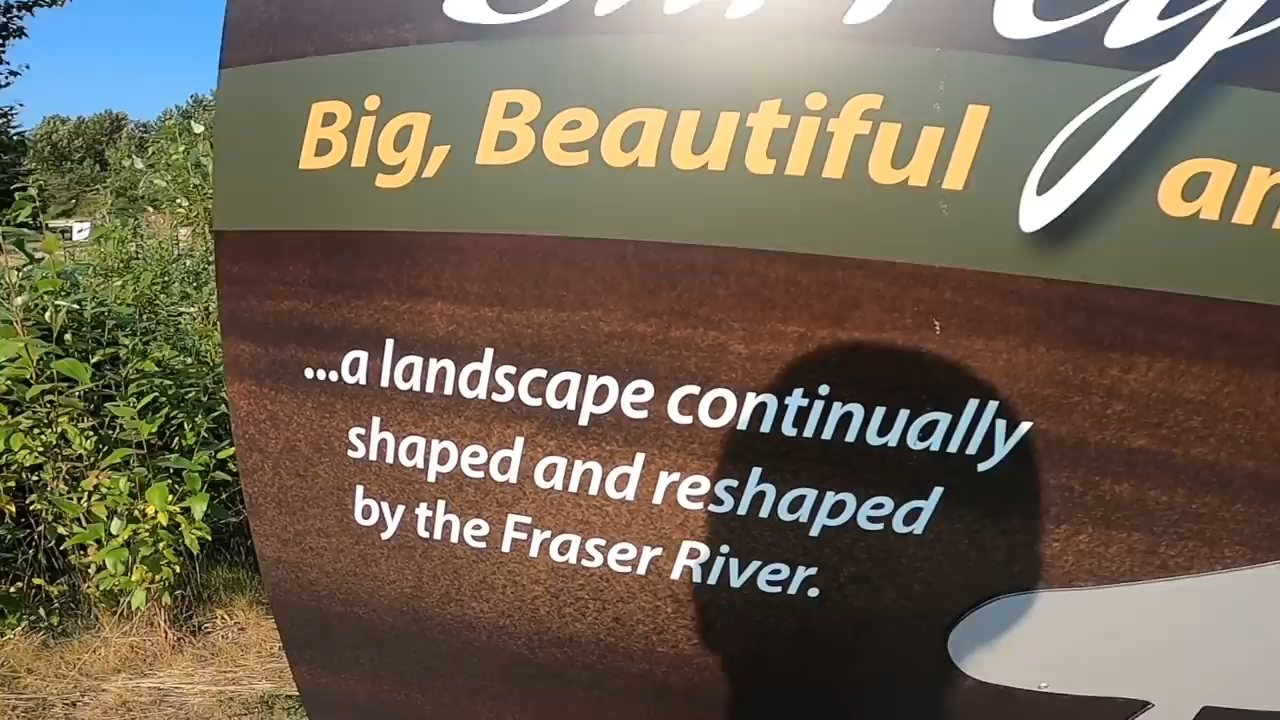 Big, Beautiful
...a landscape continually
shaped and reshaped
by the Fraser River.